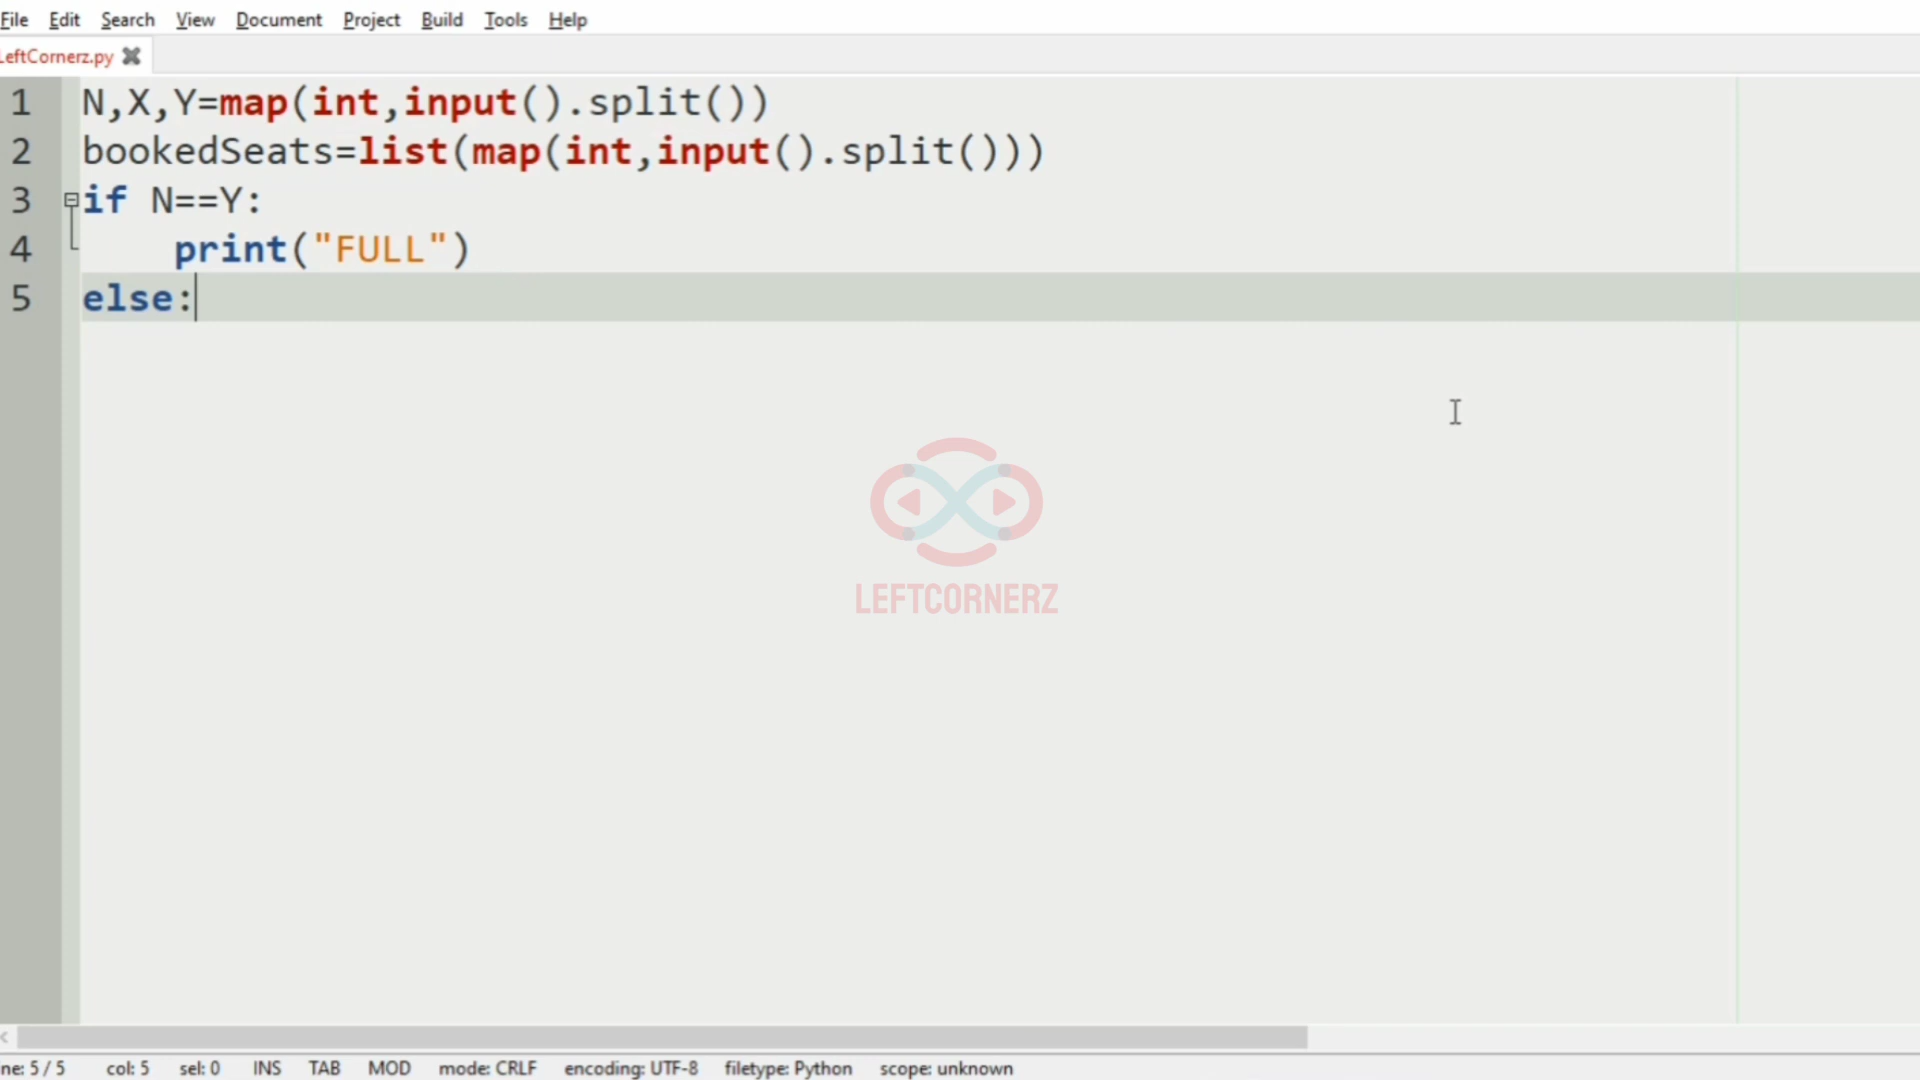 File Edit Search View Document Project Build Tools Help
LeftCornerz.py
1 N,X,Y=map(int,input().split())
2 bookedSeats=list(map(int,input().split()))
3 if N==Y:
4     print("FULL")
5 else:
LEFTCORNERZ
ne: 5 / 5 col: 5 sel: 0 INS TAB MOD mode: CRLF encoding: UTF-8 filetype: Python scope: unknown